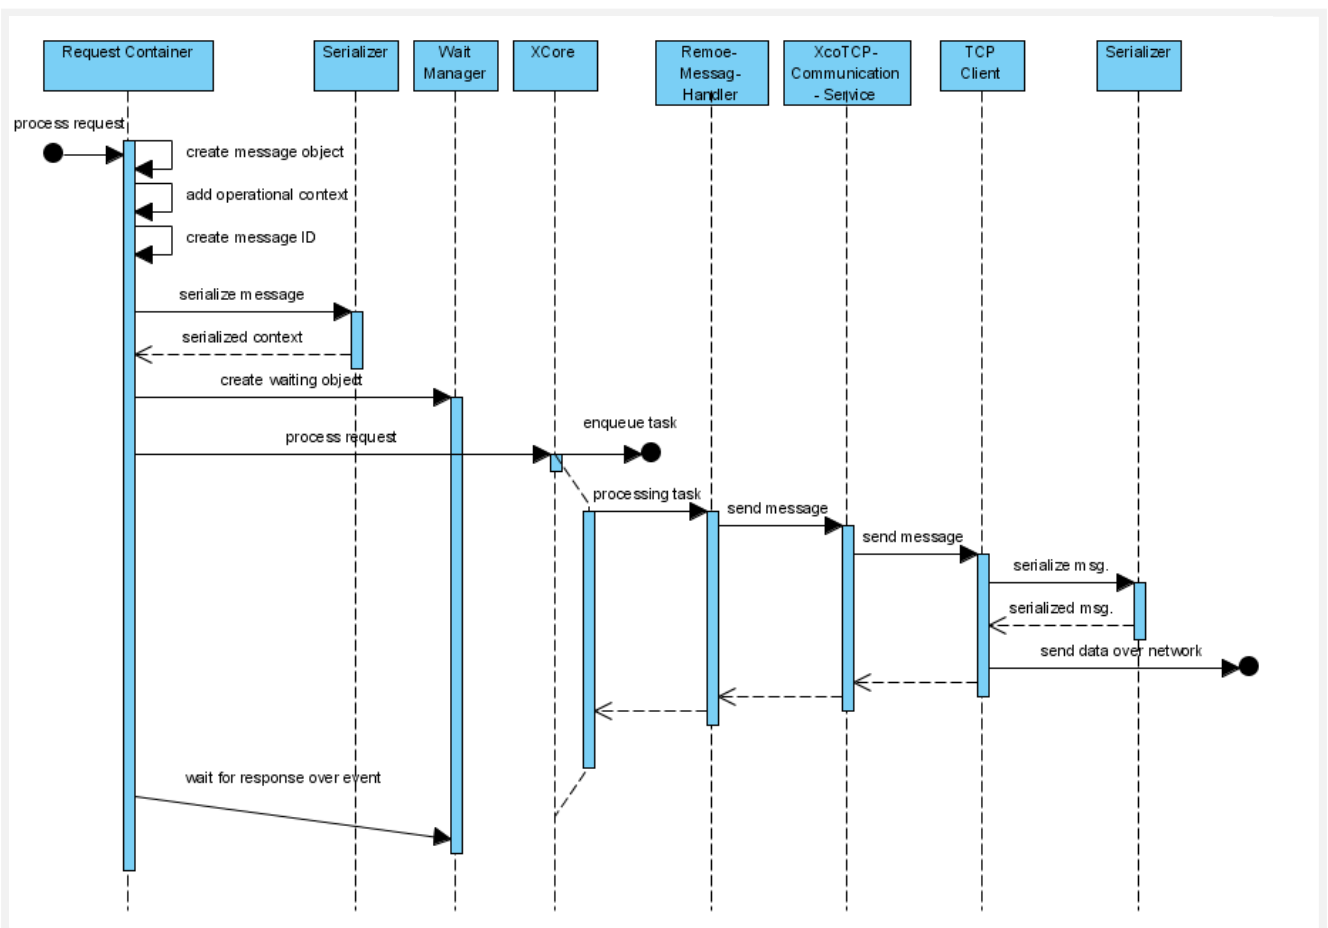 Request Container
Serializer
Wait
Manager
XCore
Remoe-
Messag-
Handler
XcoTCP-
Communication
- Service
TCP
Client
Serializer
process request
create message object
add operational context
create message ID
serialize message
serialized context
create waiting object
enqueue task
process request
processing task
send message
send message
serialize msg.
serialized msg.
send data over network
wait for response over event